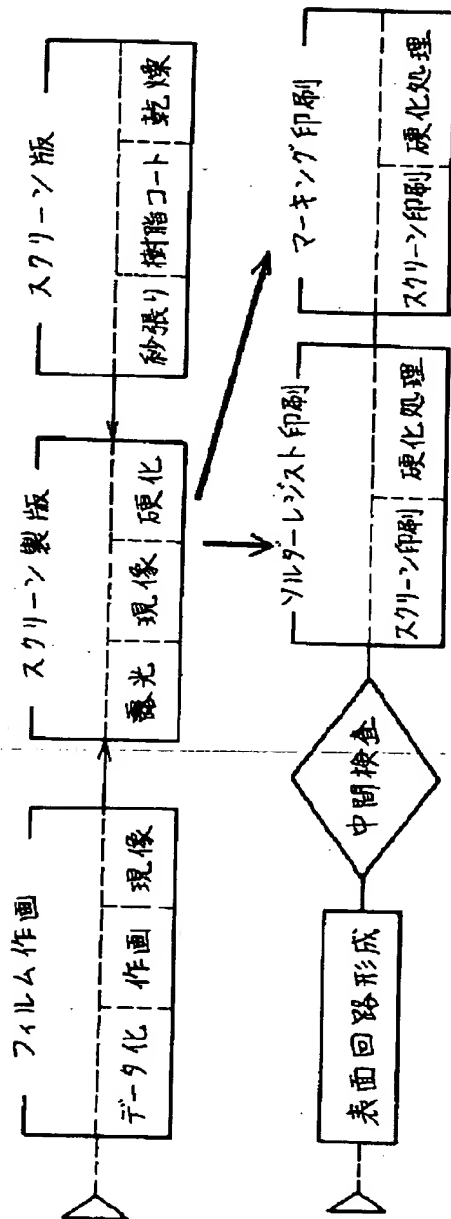 フィルム作画
データ化
作画
現像
スクリーン製版
露光
現像
硬化
スクリーン版
紗張り
樹脂コート
乾燥
表面回路形成
中間検査
ソルダーレジスト印刷
スクリーン印刷
硬化処理
マーキング印刷
スクリーン印刷
硬化処理